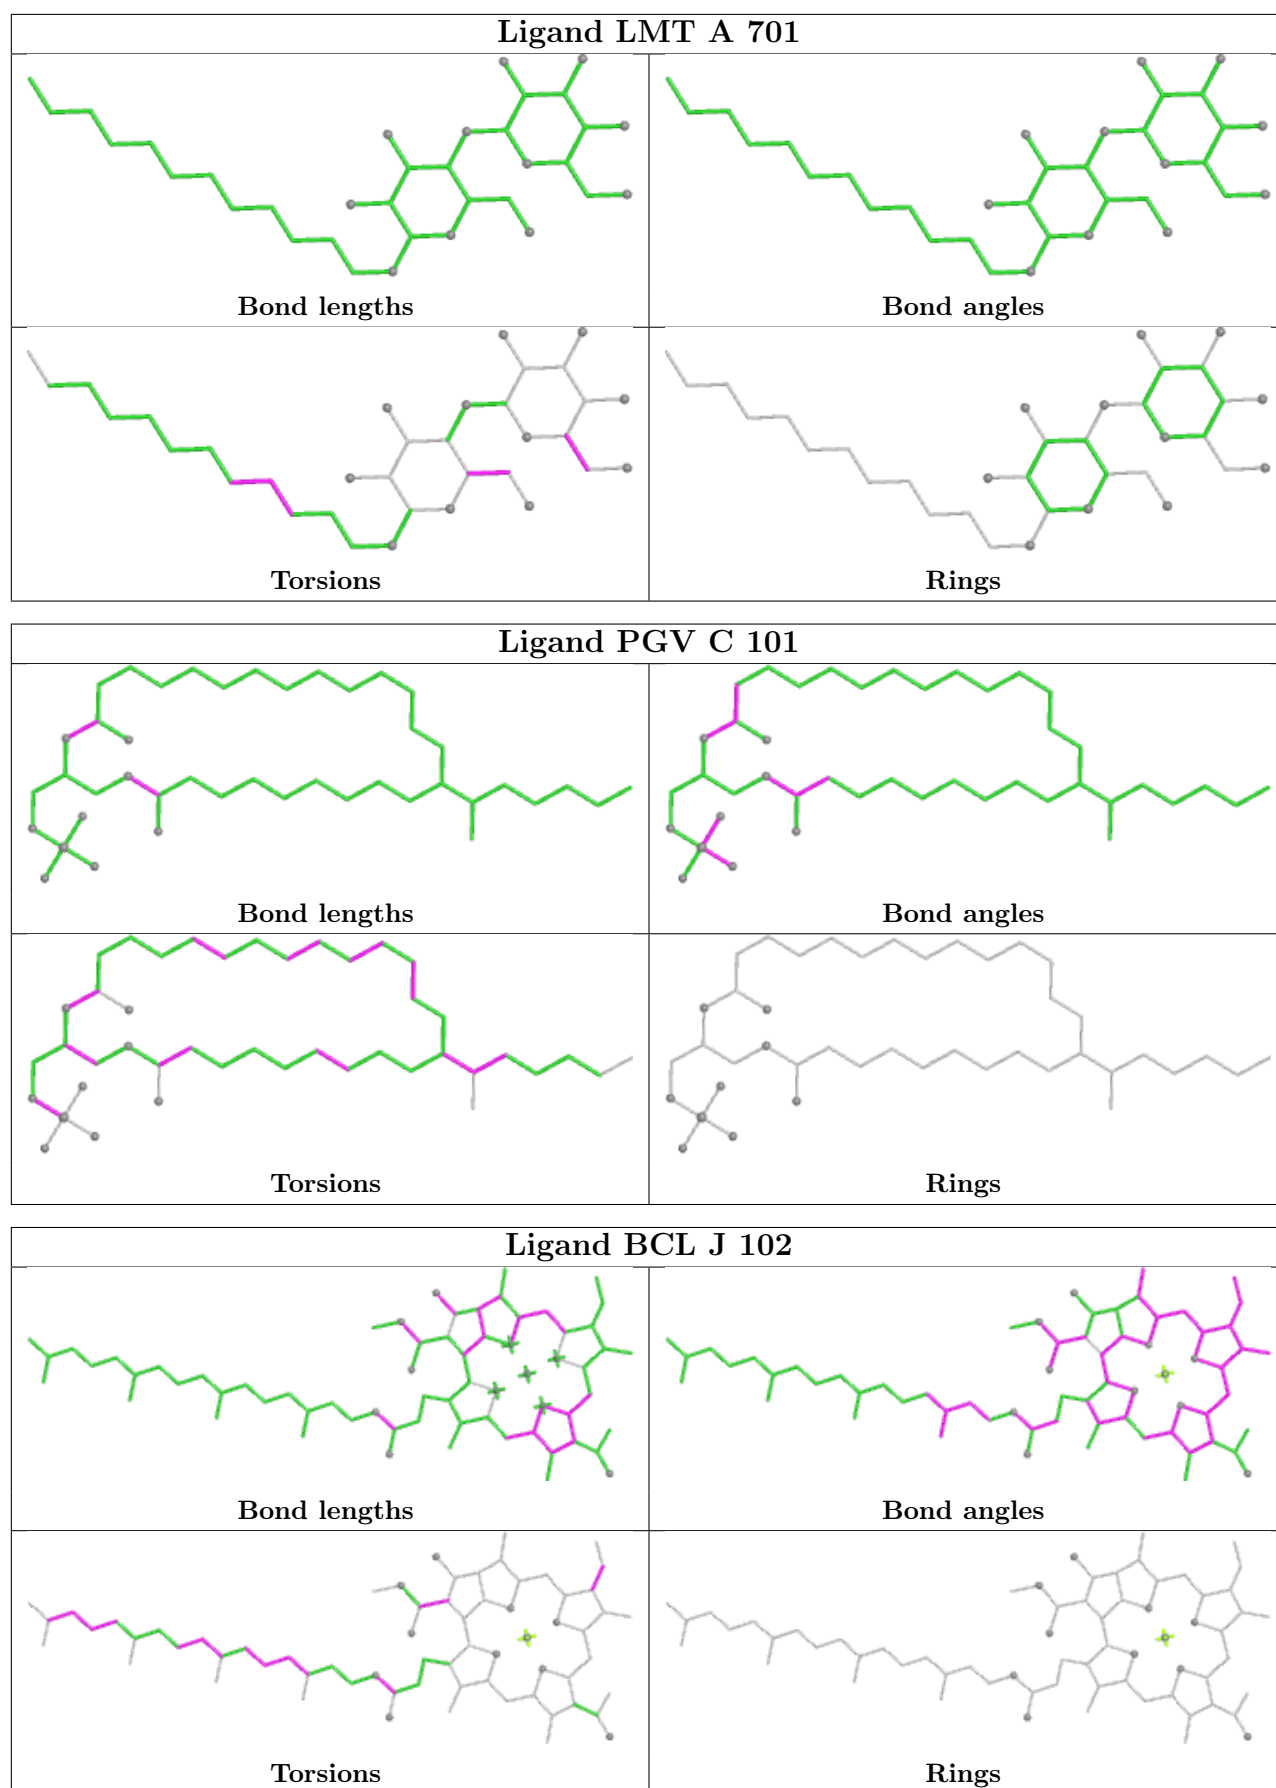 Ligand LMT A 701
Bond lengths
Bond angles
Torsions
Rings
Ligand PGV C 101
Bond lengths
Bond angles
Torsions
Rings
Ligand BCL J 102
Bond lengths
Bond angles
Torsions
Rings